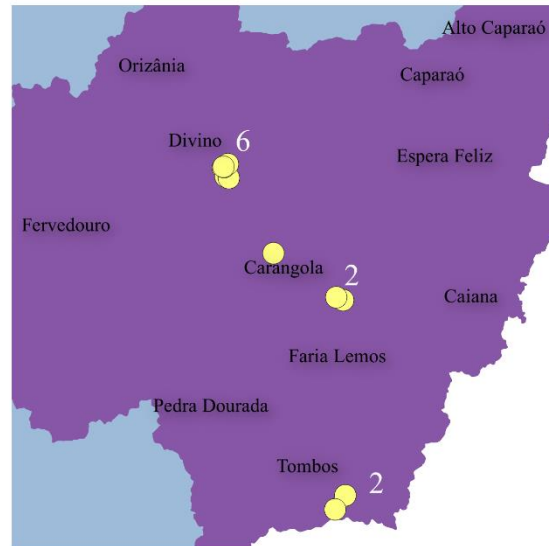 Alto Caparaó
Orizânia
Caparaó
Divino
6
Espera Feliz
Fervedouro
Carangola
2
Caiana
Faria Lemos
Pedra Dourada
Tombos
2